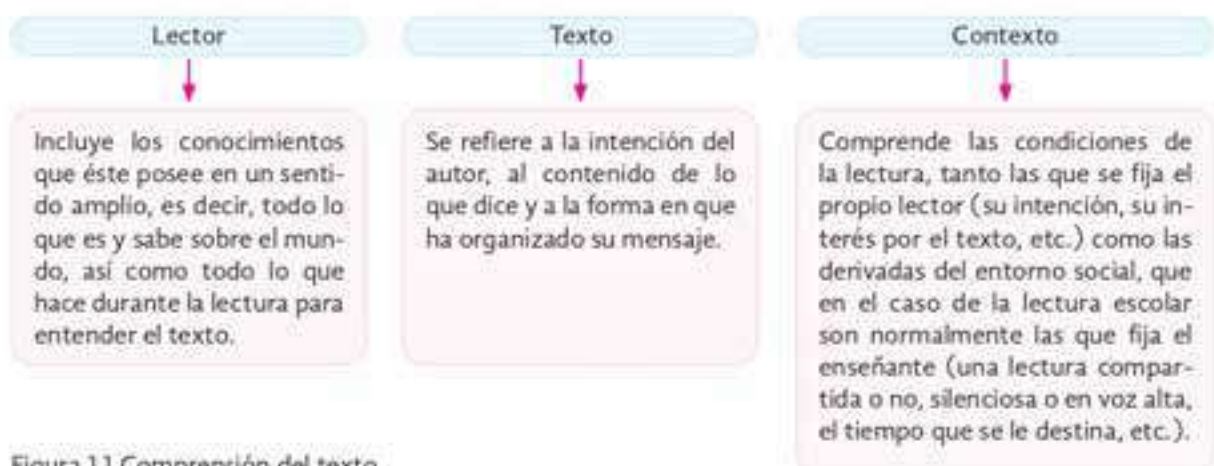 Lector
Incluye los conocimientos
que éste posee en un senti-
do amplio, es decir, todo lo
que es y sabe sobre el mun-
do, así como todo lo que
hace durante la lectura para
entender el texto.
Texto
Se refiere a la intención del
autor, al contenido de lo
que dice y a la forma en que
ha organizado su mensaje.
Contexto
Comprende las condiciones de
la lectura, tanto las que se fija el
propio lector (su intención, su in-
terés por el texto, etc.) como las
derivadas del entorno social, que
en el caso de la lectura escolar
son normalmente las que fija el
enseñante (una lectura compar-
tida o no, silenciosa o en voz alta,
el tiempo que se le destina, etc.).
Figura 1.1 Comprensión del texto